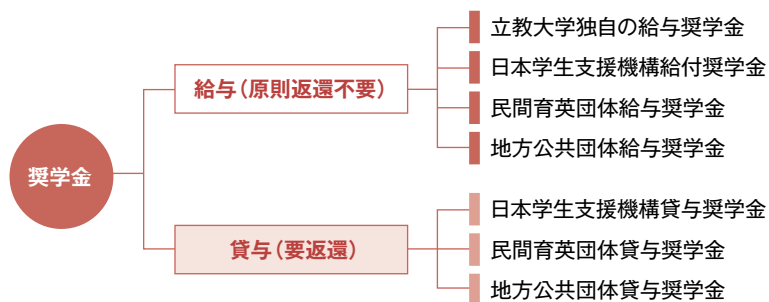 奨学金
給与（原則返還不要）
立教大学独自の給与奨学金
日本学生支援機構給付奨学金
民間育英団体給与奨学金
地方公共団体給与奨学金
貸与（要返還）
日本学生支援機構貸与奨学金
民間育英団体貸与奨学金
地方公共団体貸与奨学金